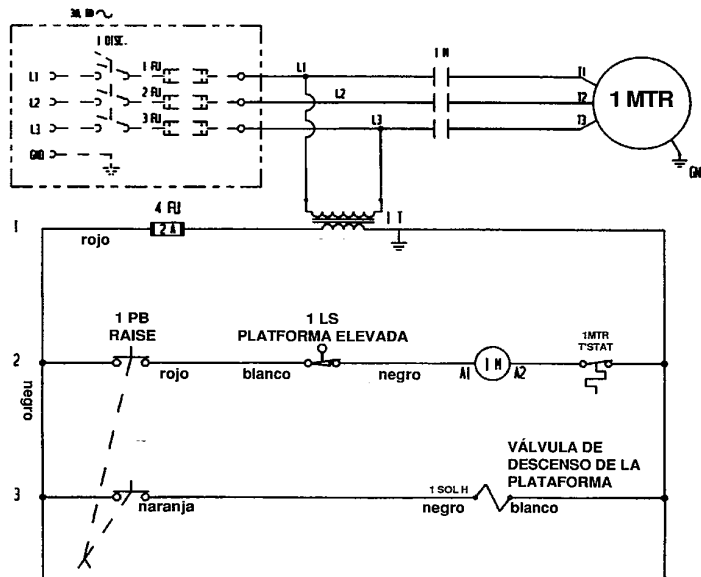 1 DISC.
L1 1 FU L1 1 M T1
L2 2 FU L2 T2 1 MTR
L3 3 FU L3 T3
GND GN
4 FU 1 T
1 rojo 2 A
1 PB
RAISE
1 LS
PLATFORMA ELEVADA
1MTR
T'STAT
2 rojo blanco negro A1 1 M A2
negro
VÁLVULA DE
DESCENSO DE LA
PLATAFORMA
3 naranja 1 SOL H
negro blanco